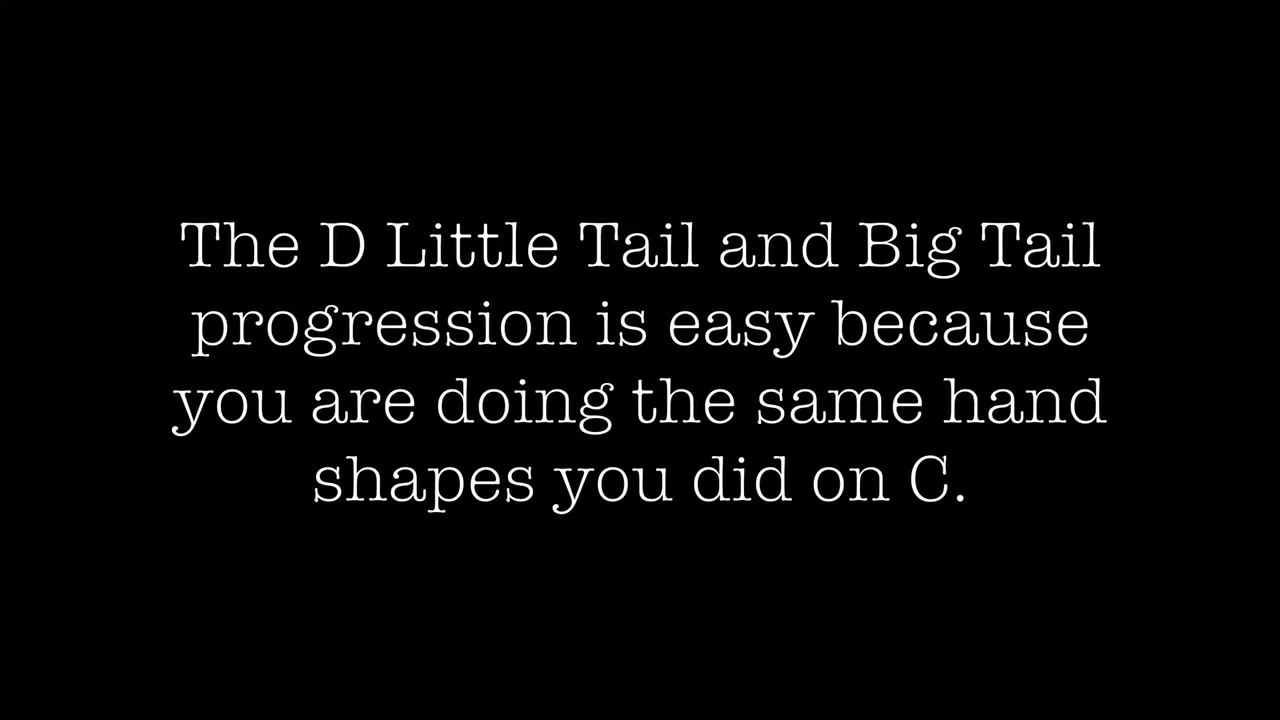 The D Little Tail and Big Tail
progression is easy because
you are doing the same hand
shapes you did on C.